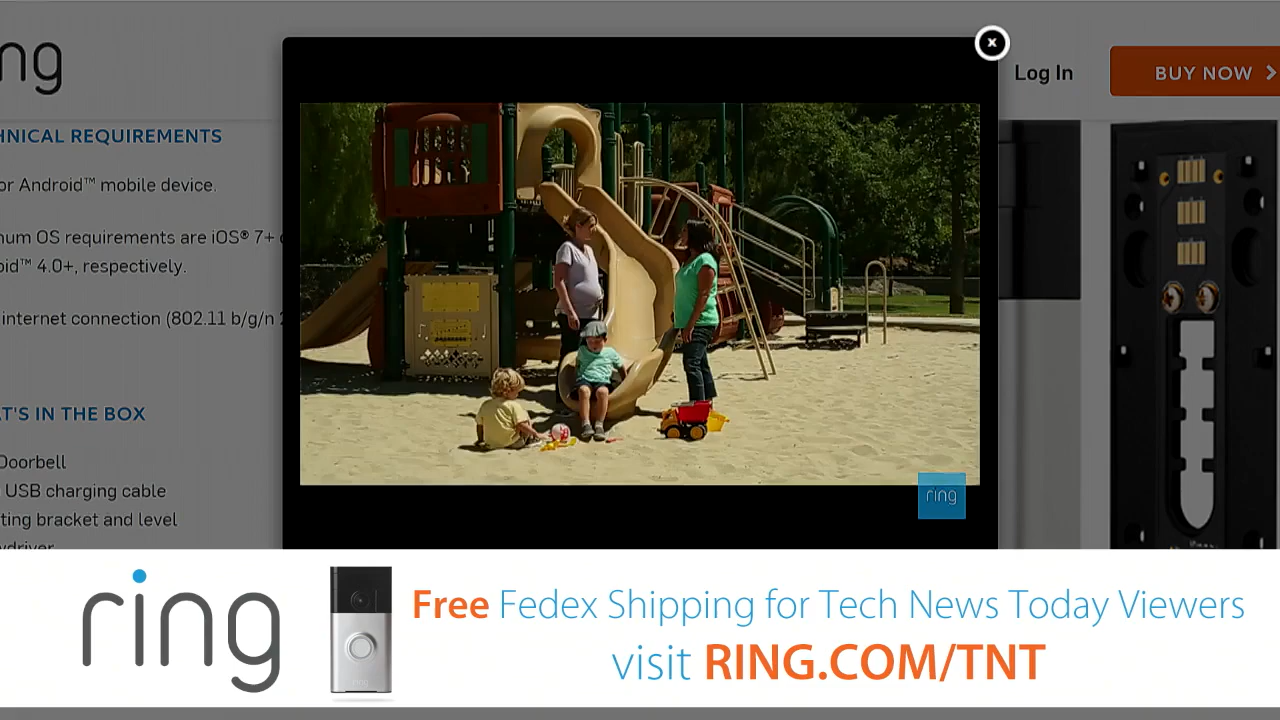 ng
Log In
BUY NOW
HNICAL REQUIREMENTS
or Android™ mobile device.
num OS requirements are iOS® 7+
oid™ 4.0+, respectively.
internet connection (802.11 b/g/n 2
T'S IN THE BOX
Doorbell
USB charging cable
ting bracket and level
ring
ring
ring
Free Fedex Shipping for Tech News Today Viewers
visit RING.COM/TNT